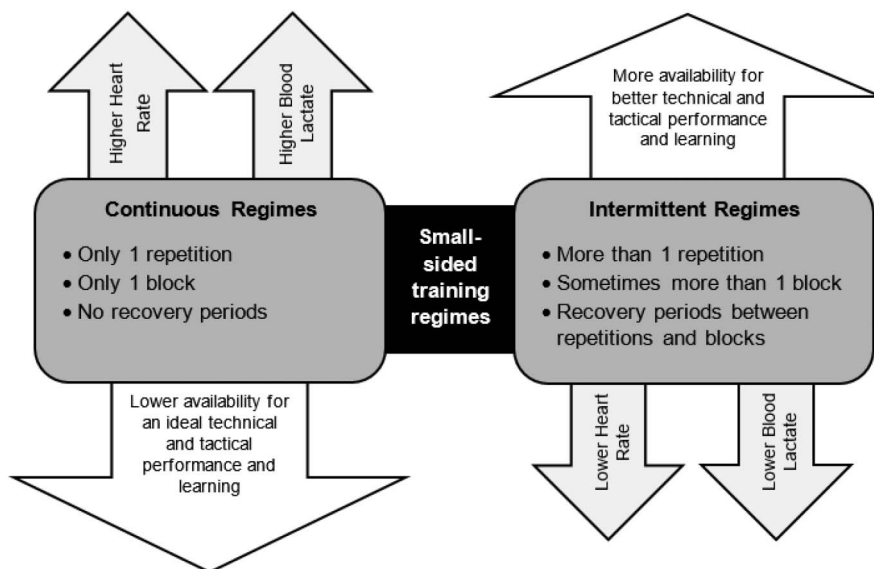 Higher Heart
Rate
Higher Blood
Lactate
More availability for
better technical and
tactical performance
and learning
Continuous Regimes
• Only 1 repetition
• Only 1 block
• No recovery periods
Small-
sided
training
regimes
Intermittent Regimes
• More than 1 repetition
• Sometimes more than 1 block
• Recovery periods between
repetitions and blocks
Lower availability for
an ideal technical
and tactical
performance and
learning
Lower Heart
Rate
Lower Blood
Lactate